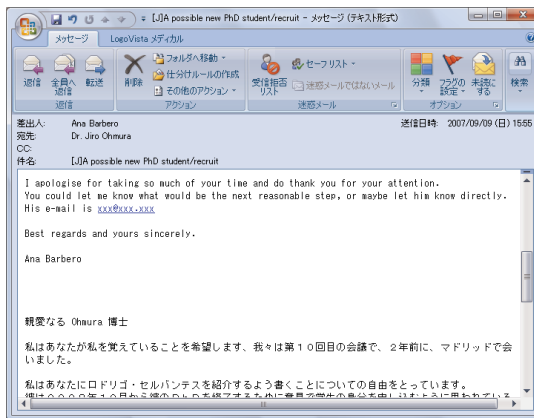 [J]A possible new PhD student/recruit - メッセージ (テキスト形式)
メッセージ LogoVista メディカル
返信 全員へ返信 転送 削除 フォルダへ移動 仕分けルールの作成 その他のアクション 受信拒否リスト セーフ リスト 迷惑メールではないメール 分類 フラグの設定 未読にする 検索
返信 アクション 迷惑メール オプション
差出人: Ana Barbero 送信日時: 2007/09/09 (日) 15:55
宛先: Dr. Jiro Ohmura
CC:
件名: [J]A possible new PhD student/recruit
I apologise for taking so much of your time and do thank you for your attention.
You could let me know what would be the next reasonable step, or maybe let him know directly.
His e-mail is xxx@xxx.xxx
Best regards and yours sincerely.
Ana Barbero
親愛なる Ohmura 博士
私はあなたが私を覚えていることを希望します、我々は第１０回目の会議で、２年前に、マドリッドで会
いました。
私はあなたにロドリゴ・セルバンテスを紹介するよう書くことについての自由をとっています。